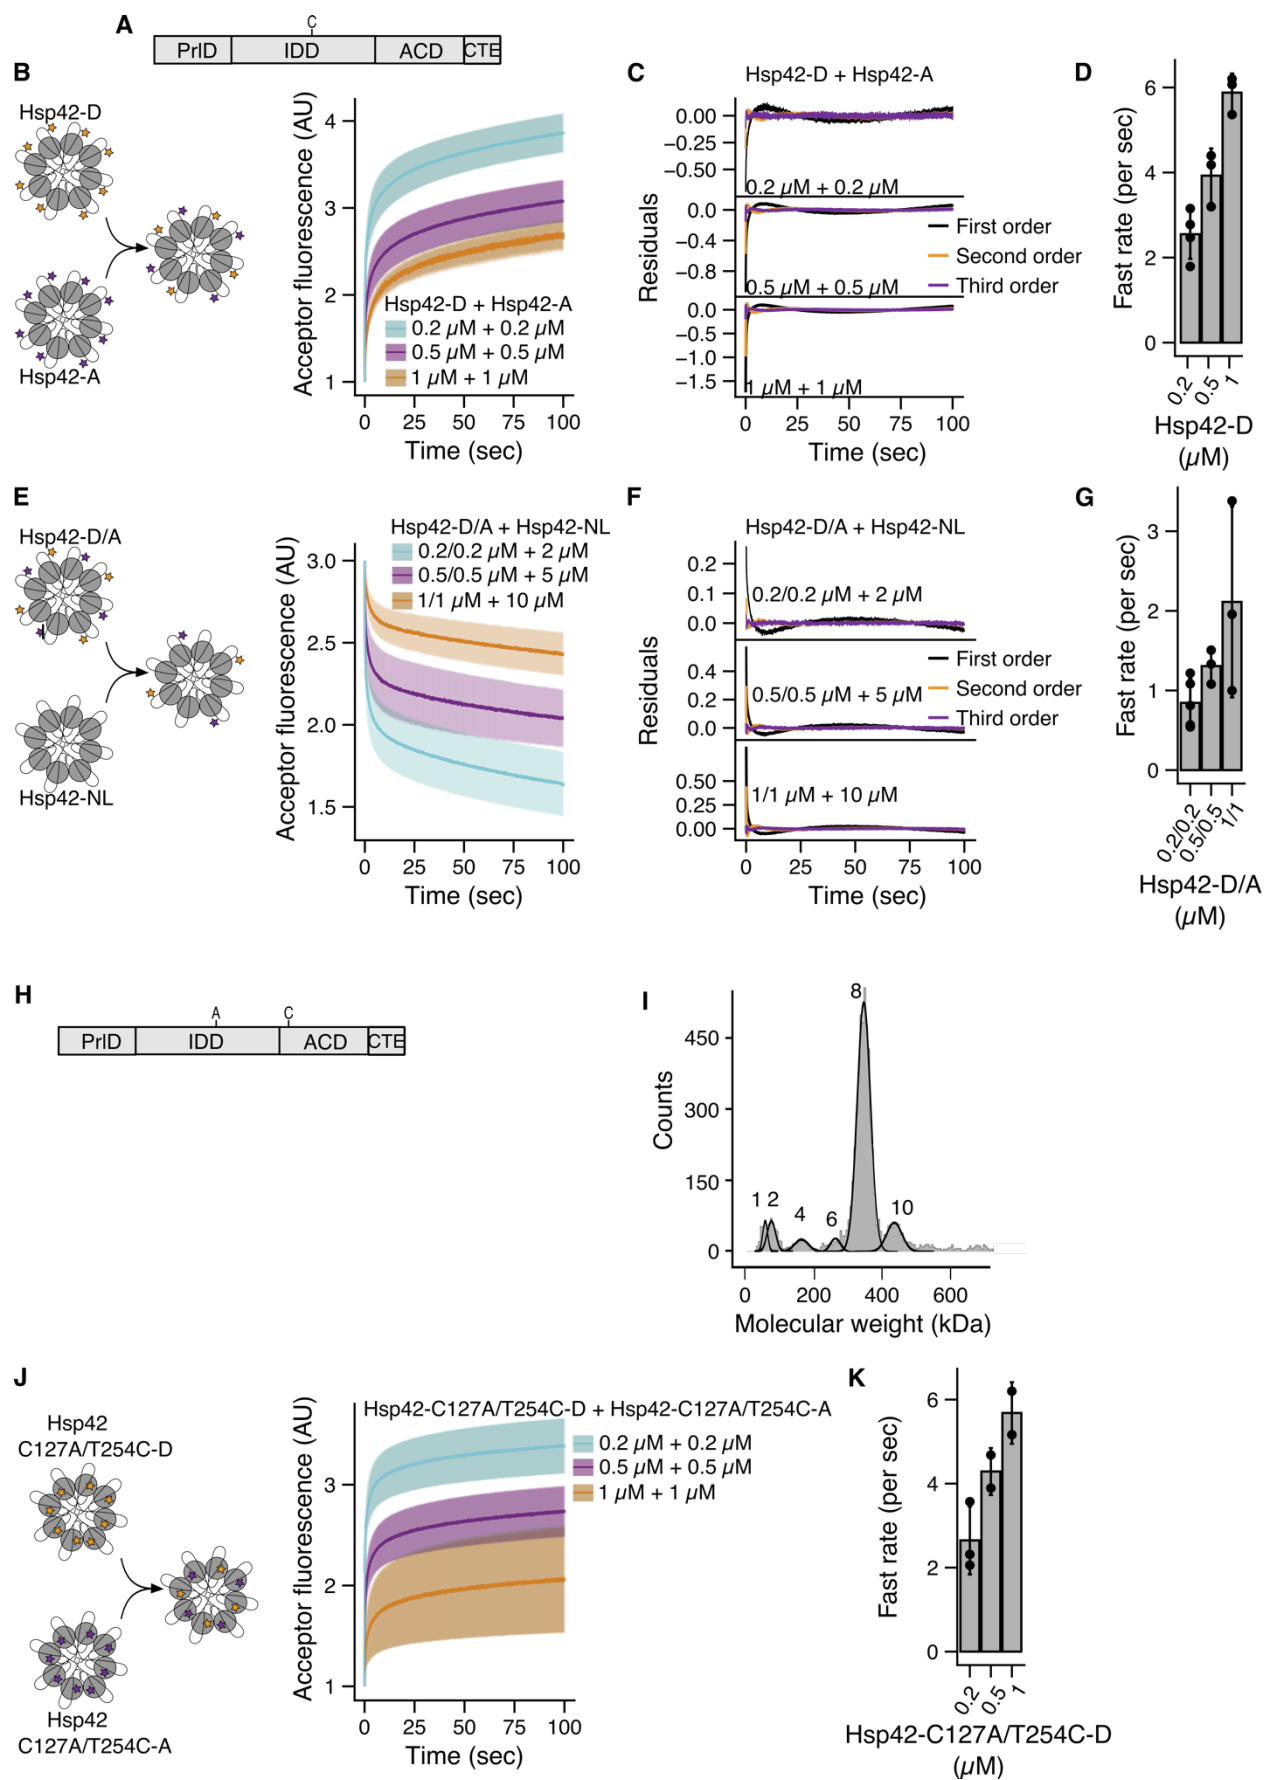 A
C
PrlD
IDD
ACD
CTE
B
Hsp42-D
Hsp42-A
Acceptor fluorescence (AU)
4
3
2
1
Hsp42-D + Hsp42-A
0.2 µM + 0.2 µM
0.5 µM + 0.5 µM
1 µM + 1 µM
0 25 50 75 100
Time (sec)
C
Hsp42-D + Hsp42-A
Residuals
0.00
−0.25
−0.50
0.2 µM + 0.2 µM
0.0
−0.4
−0.8
First order
Second order
Third order
0.5 µM + 0.5 µM
0.0
−0.5
−1.0
−1.5
1 µM + 1 µM
0 25 50 75 100
Time (sec)
D
Fast rate (per sec)
6
4
2
0
0.2 0.5 1
Hsp42-D
(µM)
E
Hsp42-D/A
Hsp42-NL
Acceptor fluorescence (AU)
3.0
2.5
2.0
1.5
Hsp42-D/A + Hsp42-NL
0.2/0.2 µM + 2 µM
0.5/0.5 µM + 5 µM
1/1 µM + 10 µM
0 25 50 75 100
Time (sec)
F
Hsp42-D/A + Hsp42-NL
Residuals
0.2
0.1
0.0
0.2/0.2 µM + 2 µM
0.4
0.2
0.0
First order
Second order
Third order
0.5/0.5 µM + 5 µM
0.50
0.25
0.00
1/1 µM + 10 µM
0 25 50 75 100
Time (sec)
G
Fast rate (per sec)
3
2
1
0
0.2/0.2 0.5/0.5 1/1
Hsp42-D/A
(µM)
H
A C
PrlD
IDD
ACD
CTE
I
Counts
450
300
150
0
1 2 4 6 8 10
0 200 400 600
Molecular weight (kDa)
J
Hsp42
C127A/T254C-D
Hsp42
C127A/T254C-A
Acceptor fluorescence (AU)
3
2
1
Hsp42-C127A/T254C-D + Hsp42-C127A/T254C-A
0.2 µM + 0.2 µM
0.5 µM + 0.5 µM
1 µM + 1 µM
0 25 50 75 100
Time (sec)
K
Fast rate (per sec)
6
4
2
0
0.2 0.5 1
Hsp42-C127A/T254C-D
(µM)